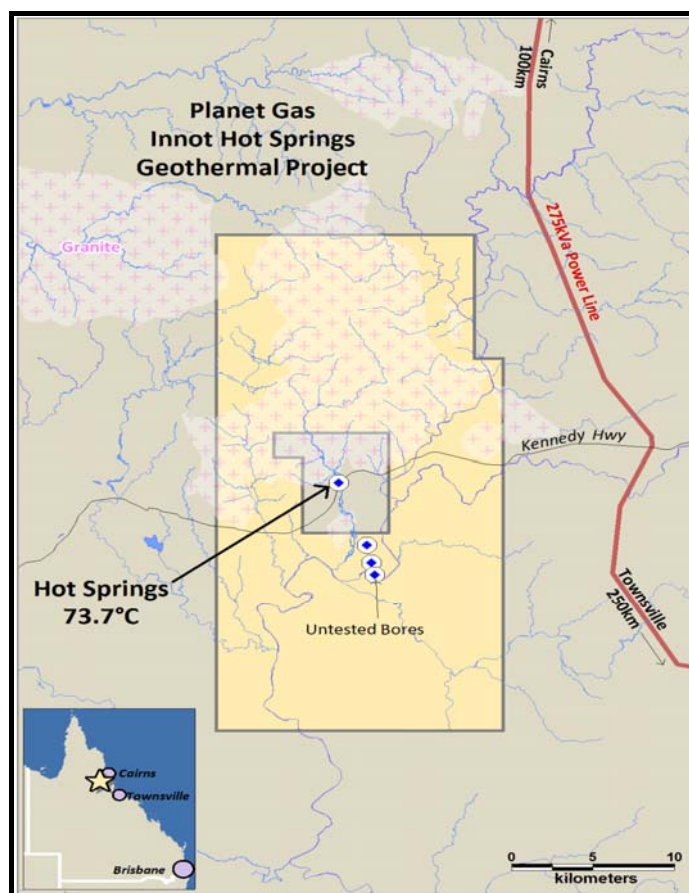 Planet Gas
Innot Hot Springs
Geothermal Project
Cairns
100km
Granite
275kVa Power Line
Kennedy Hwy
Hot Springs
73.7°C
Untested Bores
Townsville
250km
Cairns
Townsville
Brisbane
0 5 10
kilometers